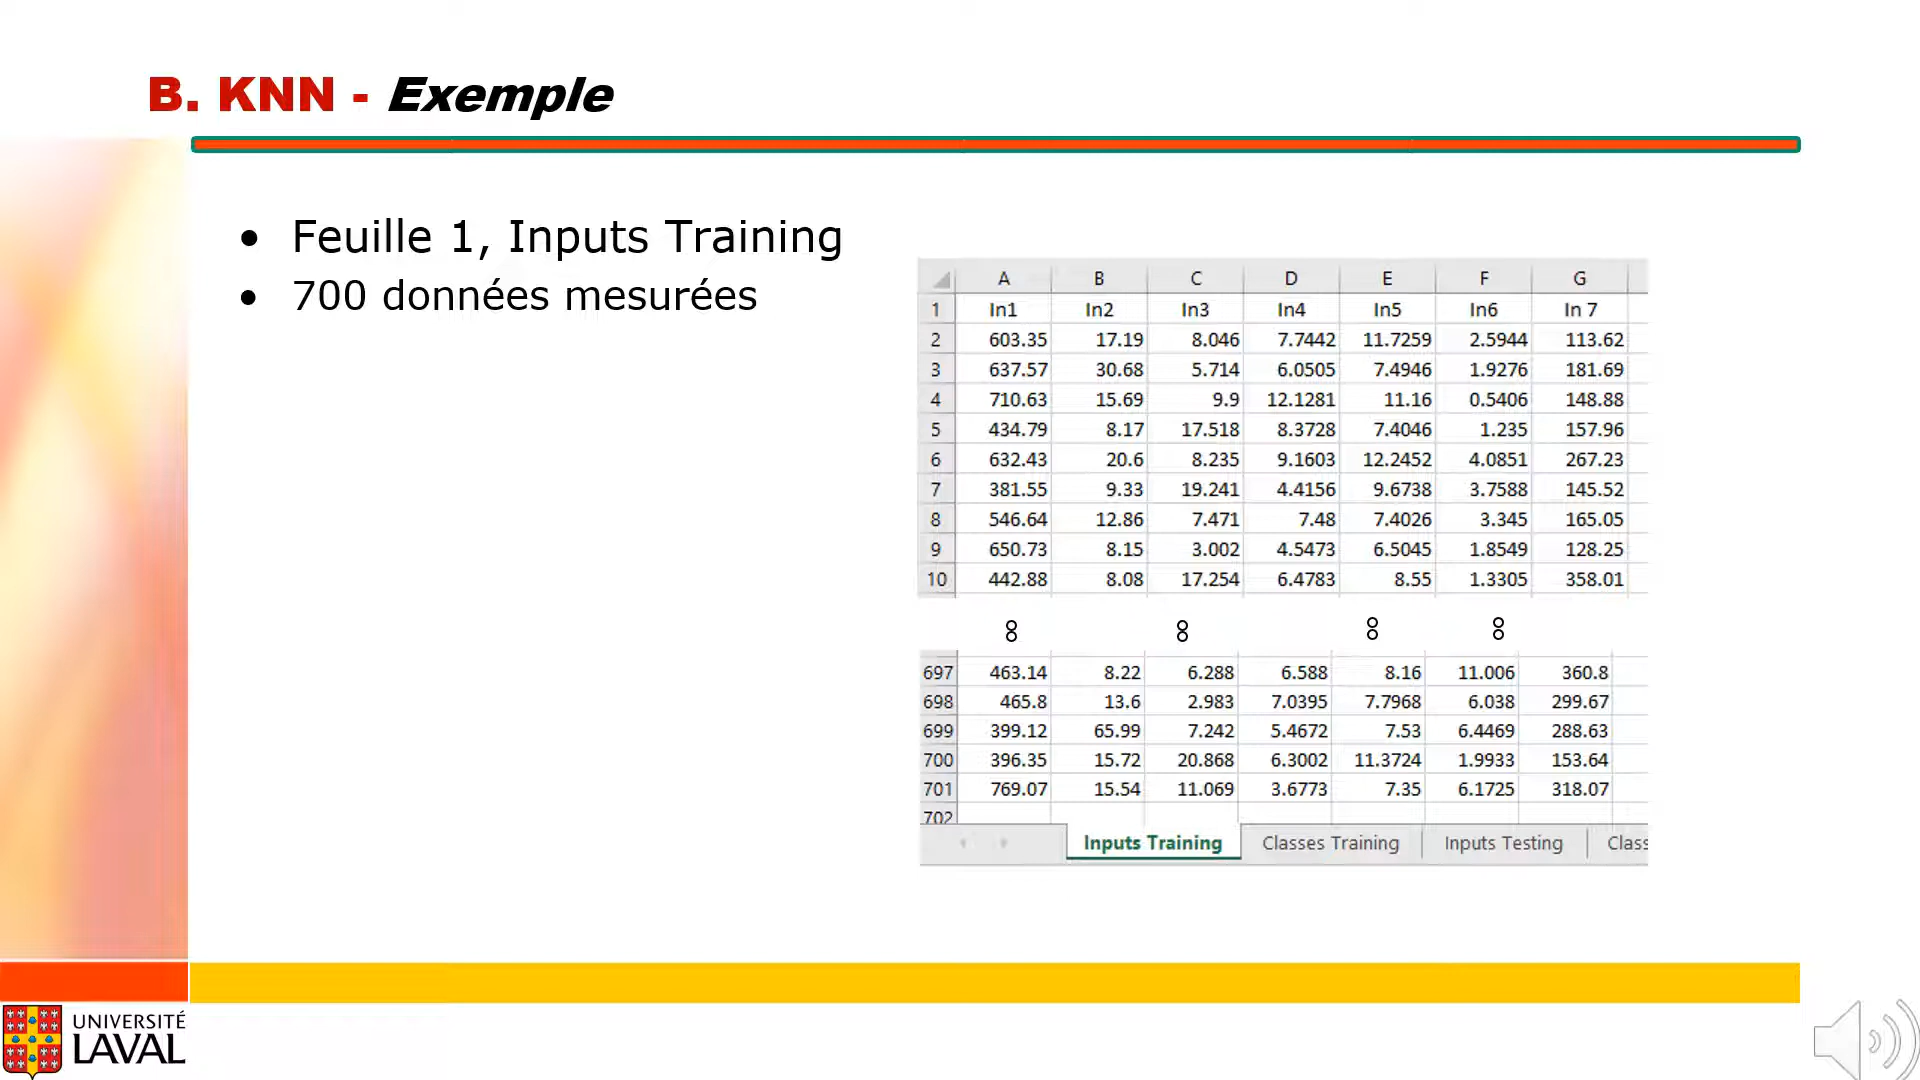 B. KNN - Exemple
• Feuille 1, Inputs Training
• 700 données mesurées
A B C D E F G
1 In1 In2 In3 In4 In5 In6 In 7
2 603.35 17.19 8.046 7.7442 11.7259 2.5944 113.62
3 637.57 30.68 5.714 6.0505 7.4946 1.9276 181.69
4 710.63 15.69 9.9 12.1281 11.16 0.5406 148.88
5 434.79 8.17 17.518 8.3728 7.4046 1.235 157.96
6 632.43 20.6 8.235 9.1603 12.2452 4.0851 267.23
7 381.55 9.33 19.241 4.4156 9.6738 3.7588 145.52
8 546.64 12.86 7.471 7.48 7.4026 3.345 165.05
9 650.73 8.15 3.002 4.5473 6.5045 1.8549 128.25
10 442.88 8.08 17.254 6.4783 8.55 1.3305 358.01
697 463.14 8.22 6.288 6.588 8.16 11.006 360.8
698 465.8 13.6 2.983 7.0395 7.7968 6.038 299.67
699 399.12 65.99 7.242 5.4672 7.53 6.4469 288.63
700 396.35 15.72 20.868 6.3002 11.3724 1.9933 153.64
701 769.07 15.54 11.069 3.6773 7.35 6.1725 318.07
702
Inputs Training Classes Training Inputs Testing Class
UNIVERSITÉ
LAVAL